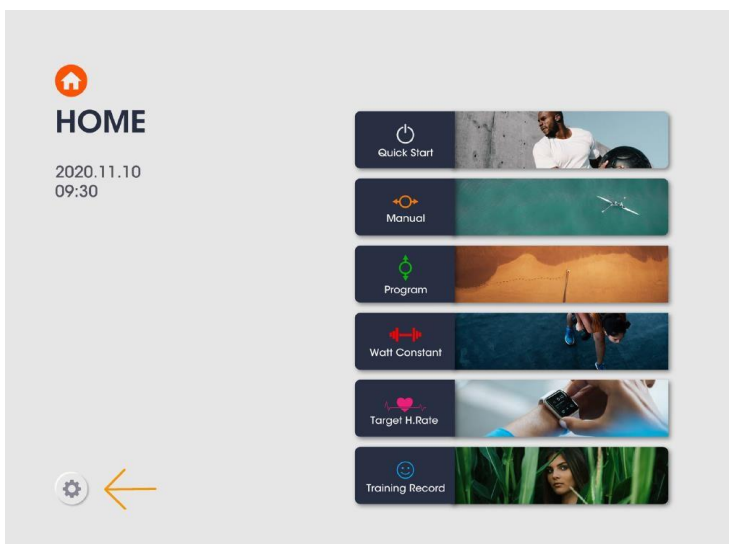 HOME
2020.11.10
09:30
Quick Start
Manual
Program
Watt Constant
Target H.Rate
Training Record